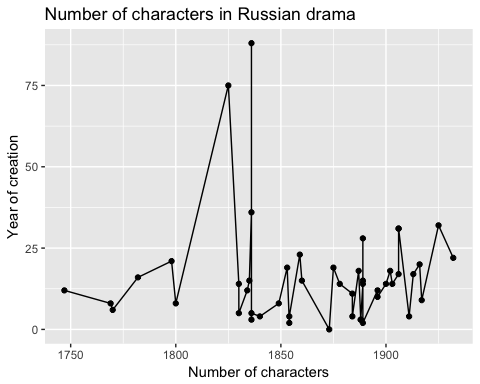 Number of characters in Russian drama
Year of creation
75
50
25
0
1750 1800 1850 1900
Number of characters